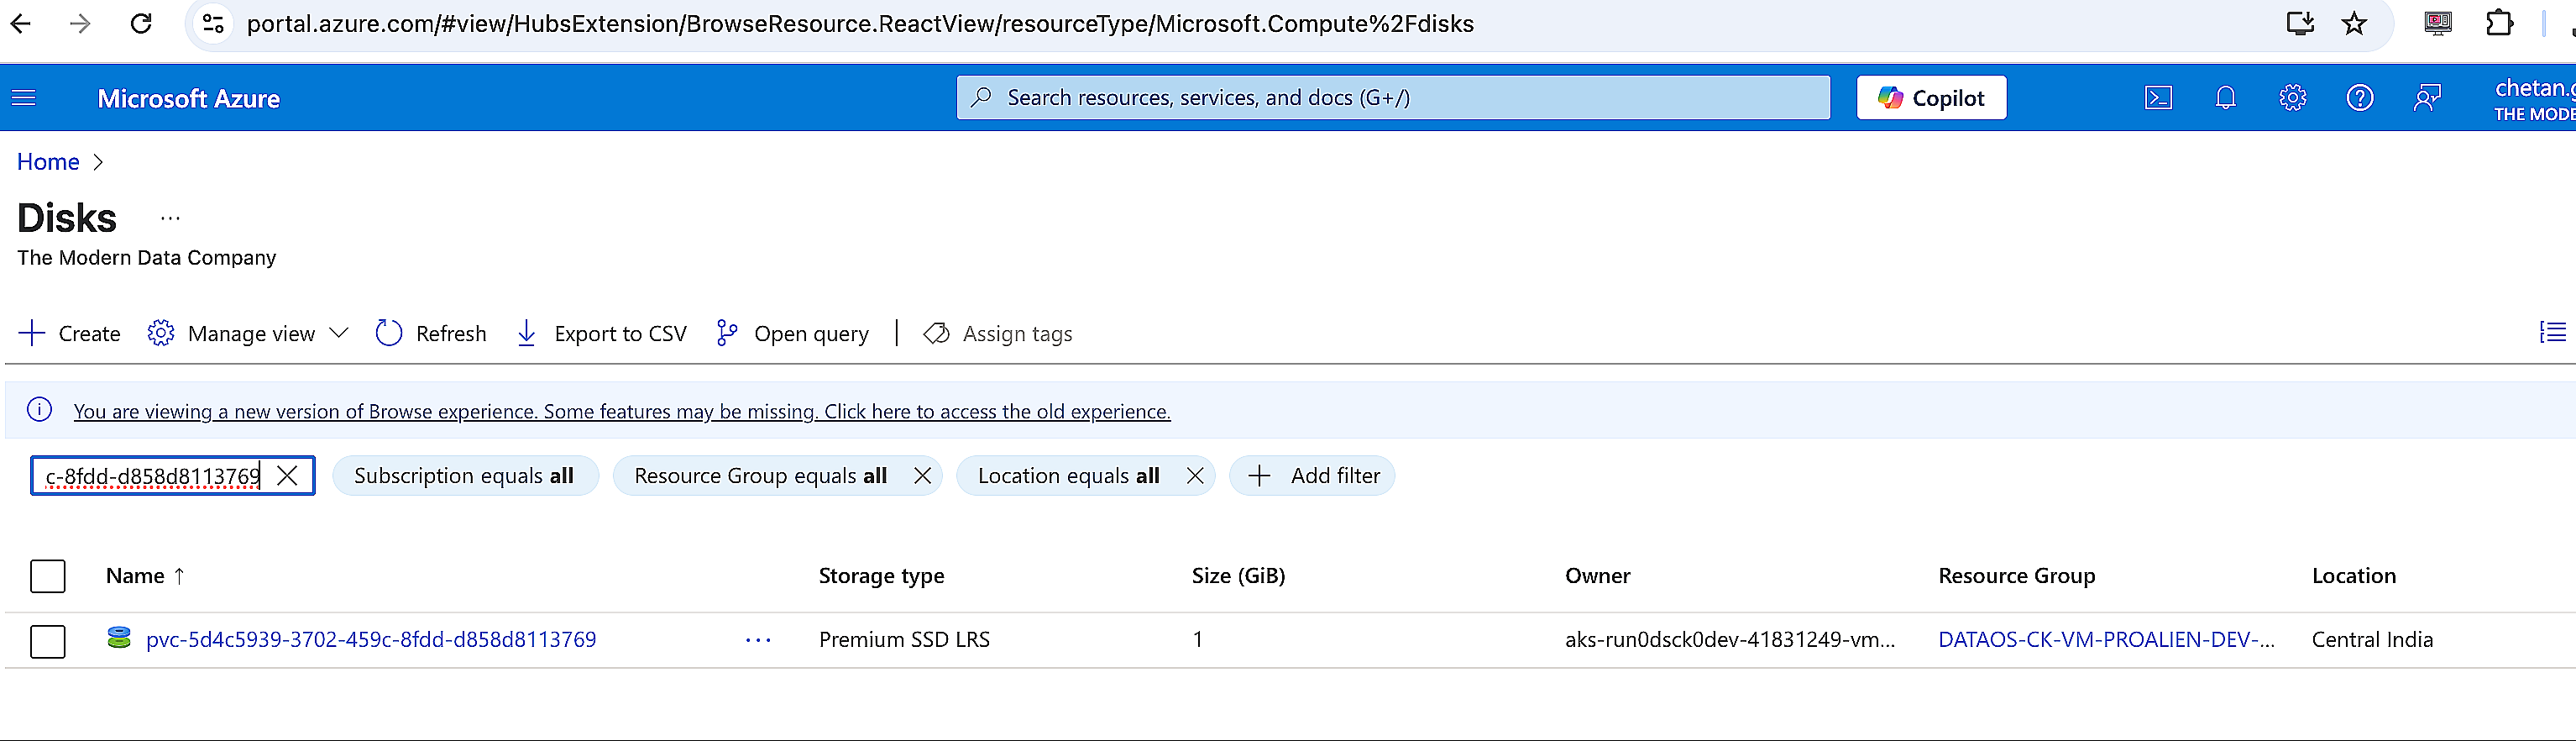 portal.azure.com/#view/HubsExtension/BrowseResource.ReactView/resourceType/Microsoft.Compute%2Fdisks
Microsoft Azure
Search resources, services, and docs (G+/)
Copilot
chetan.g
THE MODE
Home
Disks ...
The Modern Data Company
Create
Manage view
Refresh
Export to CSV
Open query
Assign tags
You are viewing a new version of Browse experience. Some features may be missing. Click here to access the old experience.
c-8fdd-d858d8113769
Subscription equals all
Resource Group equals all
Location equals all
Add filter
Name ↑ Storage type Size (GiB) Owner Resource Group Location
pvc-5d4c5939-3702-459c-8fdd-d858d8113769 ... Premium SSD LRS 1 aks-run0dsck0dev-41831249-vm... DATAOS-CK-VM-PROALIEN-DEV-... Central India